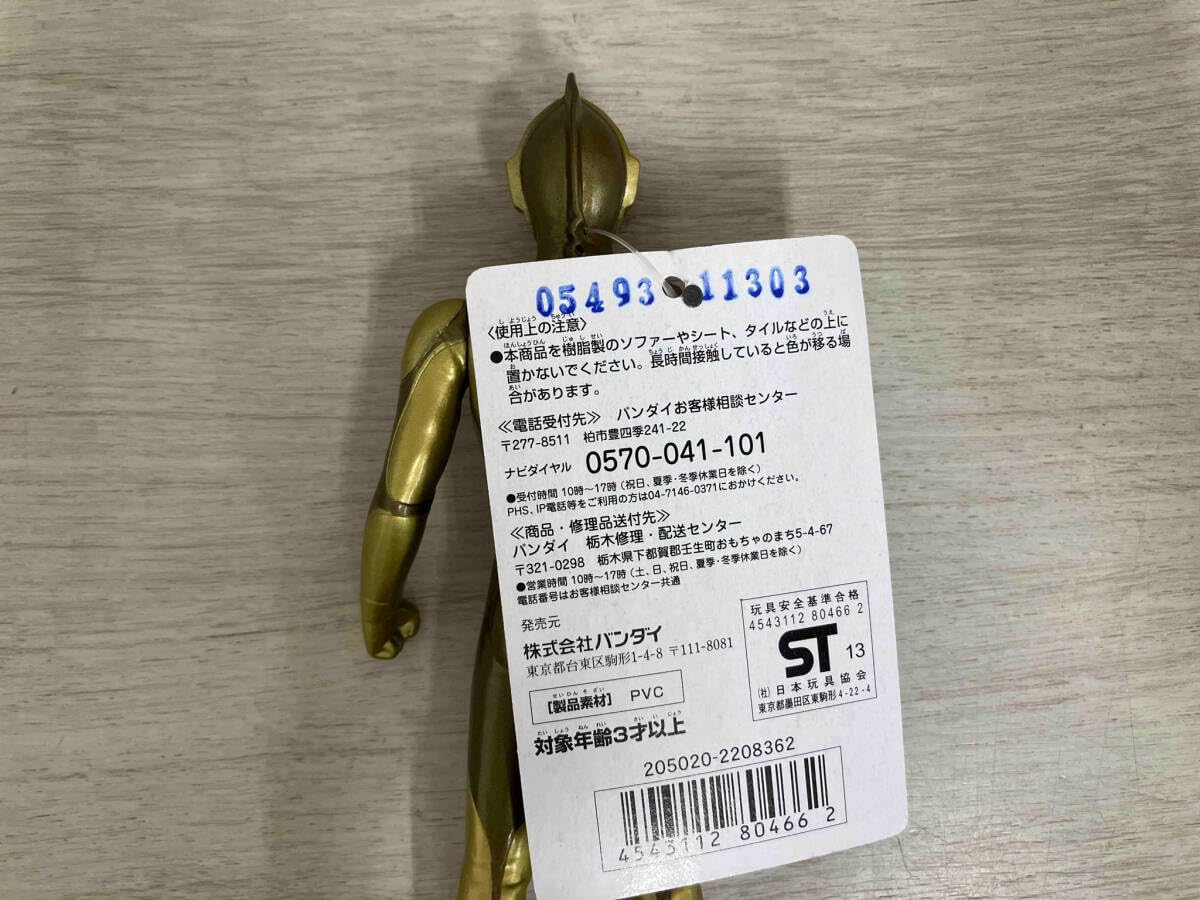 05493 11303
〈使用上の注意〉
●本商品を樹脂製のソファーやシート、タイルなどの上に
置かないでください。長時間接触していると色が移る場
合があります。
≪電話受付先≫ バンダイお客様相談センター
〒277-8511 柏市豊四季241-22
ナビダイヤル 0570-041-101
●受付時間 10時～17時（祝日、夏季・冬季休業日を除く）
PHS、IP電話等をご利用の方は04-7146-0371におかけください。
≪商品・修理品送付先≫
バンダイ 栃木修理・配送センター
〒321-0298 栃木県下都賀郡壬生町おもちゃのまち5-4-67
●営業時間 10時～17時（土、日、祝日、夏季・冬季休業日を除く）
電話番号はお客様相談センター共通
発売元
株式会社バンダイ
東京都台東区駒形1-4-8 〒111-8081
［製品素材］ PVC
対象年齢3才以上
玩具安全基準合格
4543112 80466 2
ST 13
（社）日本玩具協会
東京都墨田区東駒形4-22-4
205020-2208362
4543112 804662